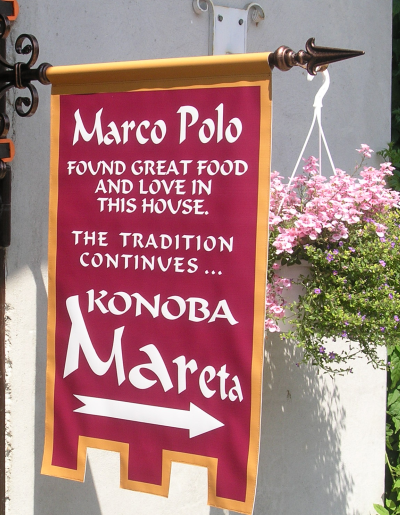 Marco Polo
FOUND GREAT FOOD
AND LOVE IN
THIS HOUSE.
THE TRADITION
CONTINUES...
KONOBA
Mareta